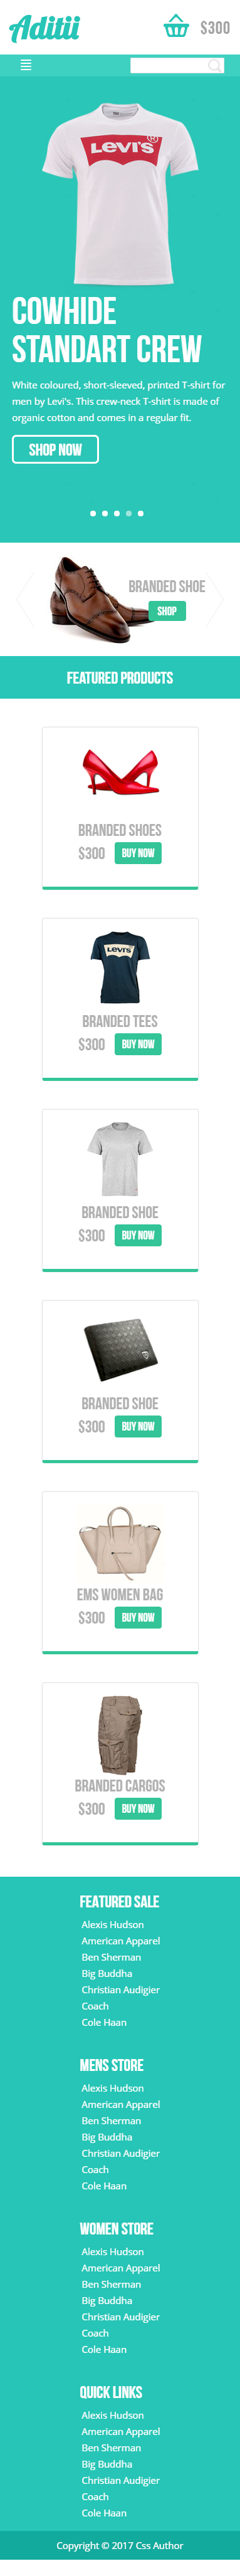 Aditii
$300
LEVI'S
COWHIDE
STANDART CREW
White coloured, short-sleeved, printed T-shirt for
men by Levi's. This crew-neck T-shirt is made of
organic cotton and comes in a regular fit.
SHOP NOW
BRANDED SHOE
SHOP
FEATURED PRODUCTS
BRANDED SHOES
$300 BUY NOW
LEVI'S
BRANDED TEES
$300 BUY NOW
BRANDED SHOE
$300 BUY NOW
BRANDED SHOE
$300 BUY NOW
EMS WOMEN BAG
$300 BUY NOW
BRANDED CARGOS
$300 BUY NOW
FEATURED SALE
Alexis Hudson
American Apparel
Ben Sherman
Big Buddha
Christian Audigier
Coach
Cole Haan
MENS STORE
Alexis Hudson
American Apparel
Ben Sherman
Big Buddha
Christian Audigier
Coach
Cole Haan
WOMEN STORE
Alexis Hudson
American Apparel
Ben Sherman
Big Buddha
Christian Audigier
Coach
Cole Haan
QUICK LINKS
Alexis Hudson
American Apparel
Ben Sherman
Big Buddha
Christian Audigier
Coach
Cole Haan
Copyright © 2017 Css Author